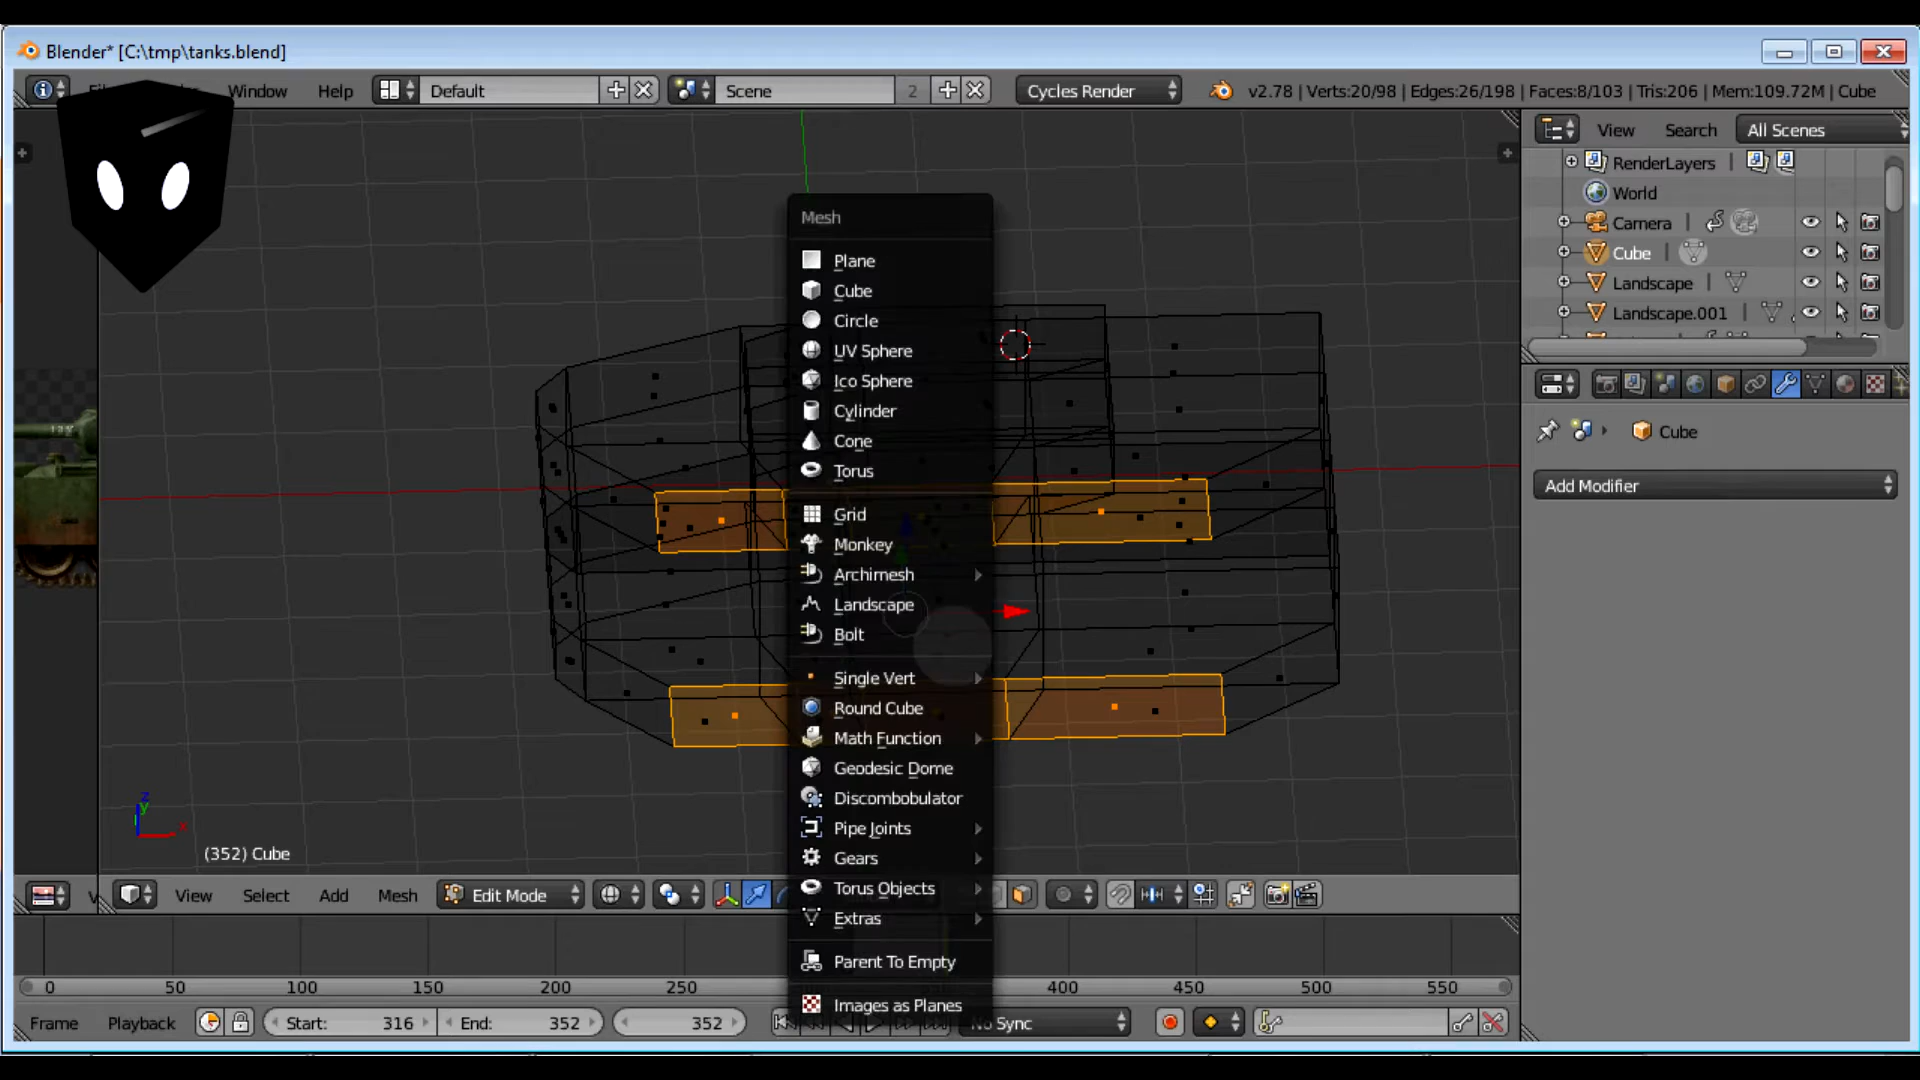 Blender* [C:\tmp\tanks.blend]
Window Help Default Scene 2 Cycles Render v2.78 | Verts:20/98 | Edges:26/198 | Faces:8/103 | Tris:206 | Mem:109.72M | Cube
View Search All Scenes
RenderLayers
World
Camera
Cube
Landscape
Landscape.001
Cube
Add Modifier
Mesh
Plane
Cube
Circle
UV Sphere
Ico Sphere
Cylinder
Cone
Torus
Grid
Monkey
Archimesh
Landscape
Bolt
Single Vert
Round Cube
Math Function
Geodesic Dome
Discombobulator
Pipe Joints
Gears
Torus Objects
Extras
Parent To Empty
Images as Planes
z
y
x
(352) Cube
View Select Add Mesh Edit Mode
0 50 100 150 200 250 400 450 500 550
Frame Playback Start: 316 End: 352 352 No Sync